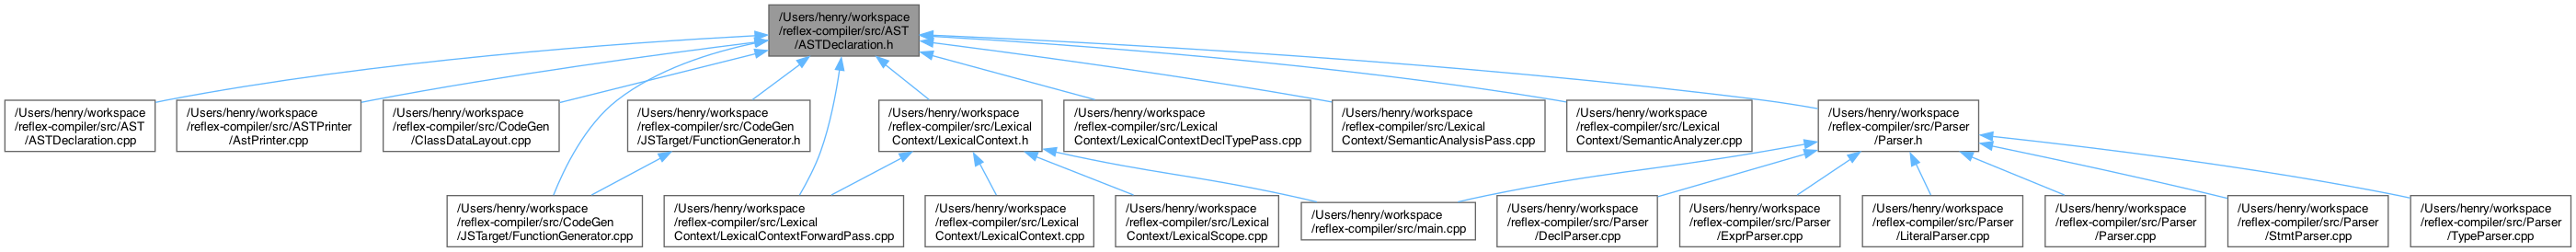 /Users/henry/workspace
/reflex-compiler/src/AST
/ASTDeclaration.h
/Users/henry/workspace
/reflex-compiler/src/AST
/ASTDeclaration.cpp
/Users/henry/workspace
/reflex-compiler/src/ASTPrinter
/AstPrinter.cpp
/Users/henry/workspace
/reflex-compiler/src/CodeGen
/ClassDataLayout.cpp
/Users/henry/workspace
/reflex-compiler/src/CodeGen
/JSTarget/FunctionGenerator.h
/Users/henry/workspace
/reflex-compiler/src/Lexical
Context/LexicalContext.h
/Users/henry/workspace
/reflex-compiler/src/Lexical
Context/LexicalContextDeclTypePass.cpp
/Users/henry/workspace
/reflex-compiler/src/Lexical
Context/SemanticAnalysisPass.cpp
/Users/henry/workspace
/reflex-compiler/src/Lexical
Context/SemanticAnalyzer.cpp
/Users/henry/workspace
/reflex-compiler/src/Parser
/Parser.h
/Users/henry/workspace
/reflex-compiler/src/CodeGen
/JSTarget/FunctionGenerator.cpp
/Users/henry/workspace
/reflex-compiler/src/Lexical
Context/LexicalContextForwardPass.cpp
/Users/henry/workspace
/reflex-compiler/src/Lexical
Context/LexicalContext.cpp
/Users/henry/workspace
/reflex-compiler/src/Lexical
Context/LexicalScope.cpp
/Users/henry/workspace
/reflex-compiler/src/main.cpp
/Users/henry/workspace
/reflex-compiler/src/Parser
/DeclParser.cpp
/Users/henry/workspace
/reflex-compiler/src/Parser
/ExprParser.cpp
/Users/henry/workspace
/reflex-compiler/src/Parser
/LiteralParser.cpp
/Users/henry/workspace
/reflex-compiler/src/Parser
/Parser.cpp
/Users/henry/workspace
/reflex-compiler/src/Parser
/StmtParser.cpp
/Users/henry/workspace
/reflex-compiler/src/Parser
/TypeParser.cpp